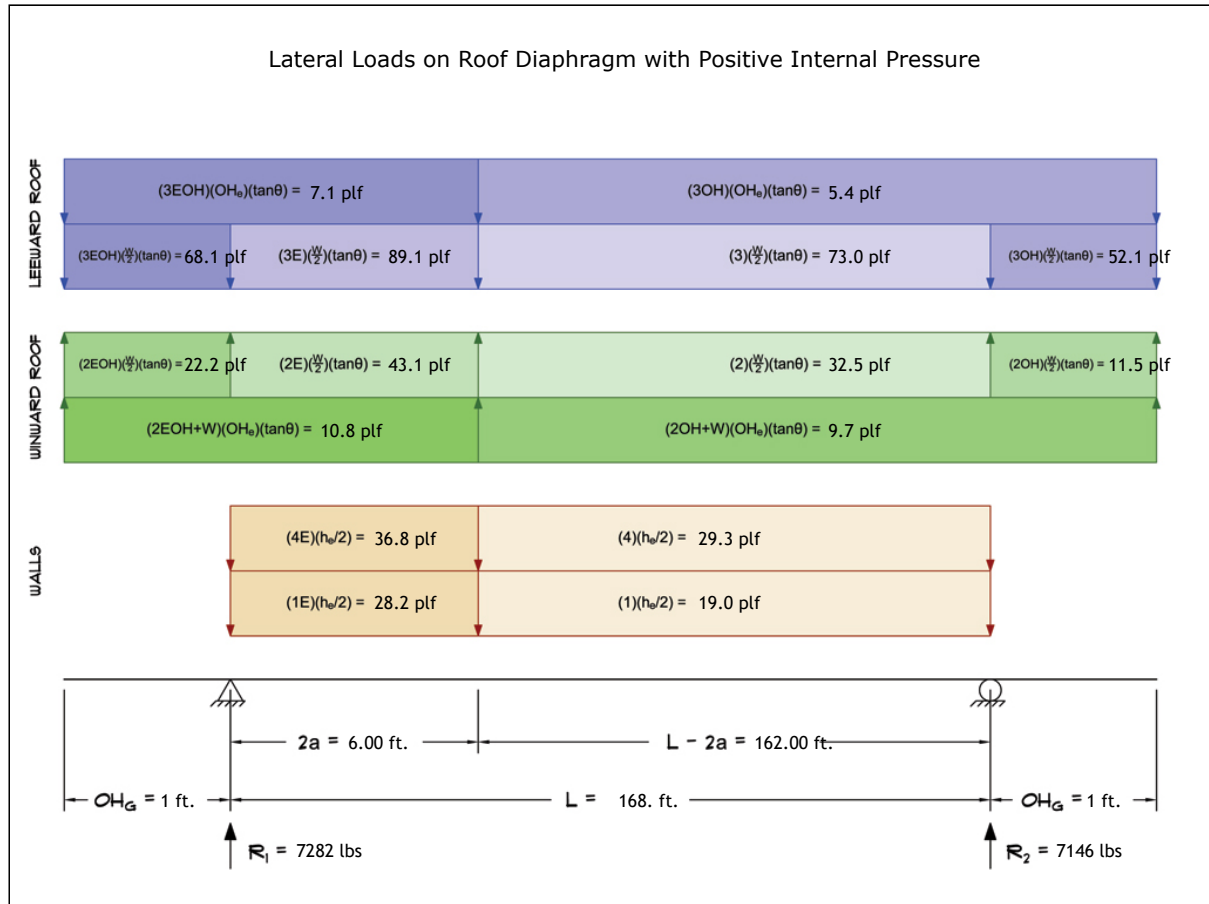 Lateral Loads on Roof Diaphragm with Positive Internal Pressure
LEEWARD ROOF
(3EOH)(OHₑ)(tanθ) = 7.1 plf
(3OH)(OHₑ)(tanθ) = 5.4 plf
(3EOH)(W/2)(tanθ) = 68.1 plf
(3E)(W/2)(tanθ) = 89.1 plf
(3)(W/2)(tanθ) = 73.0 plf
(3OH)(W/2)(tanθ) = 52.1 plf
WINWARD ROOF
(2EOH)(W/2)(tanθ) = 22.2 plf
(2E)(W/2)(tanθ) = 43.1 plf
(2)(W/2)(tanθ) = 32.5 plf
(2OH)(W/2)(tanθ) = 11.5 plf
(2EOH+W)(OHₑ)(tanθ) = 10.8 plf
(2OH+W)(OHₑ)(tanθ) = 9.7 plf
WALLS
(4E)(hₑ/2) = 36.8 plf
(4)(hₑ/2) = 29.3 plf
(1E)(hₑ/2) = 28.2 plf
(1)(hₑ/2) = 19.0 plf
2a = 6.00 ft.
L - 2a = 162.00 ft.
OH_G = 1 ft.
L = 168. ft.
OH_G = 1 ft.
R₁ = 7282 lbs
R₂ = 7146 lbs